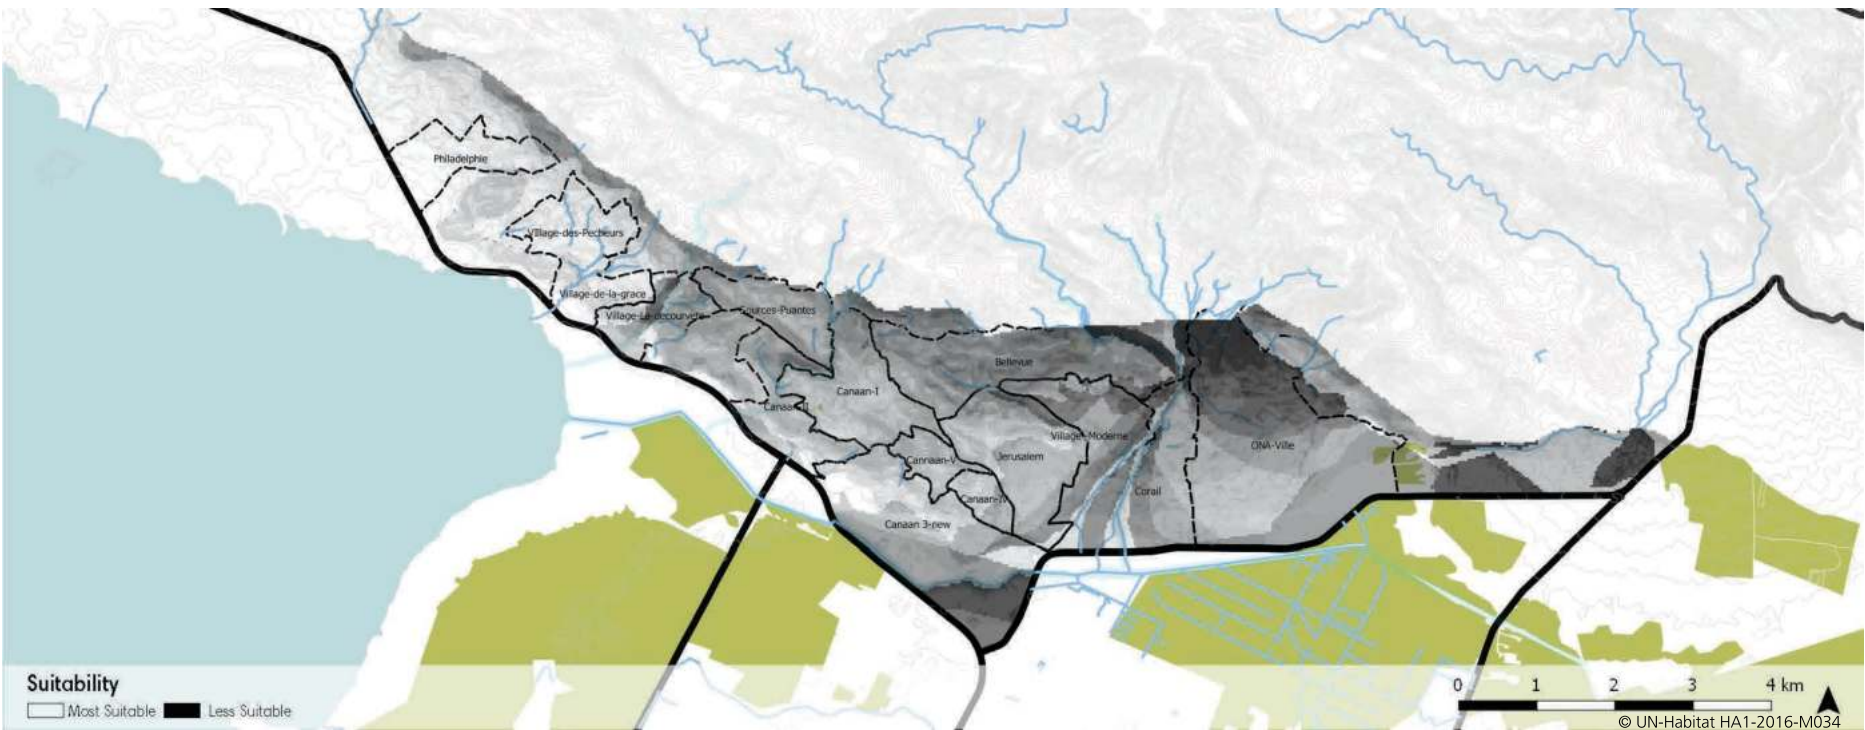 Philadelphie
Village-des-Pecheurs
Village-de-la-grace
Village-La-decourverte
Sources-Puantes
Bellevue
Canaan-I
Canaan-II
Village-Moderne
ONA-Ville
Cannaan-V
Jerusalem
Canaan-IV
Corail
Canaan 3-new
Suitability
Most Suitable Less Suitable
0 1 2 3 4 km
© UN-Habitat HA1-2016-M034